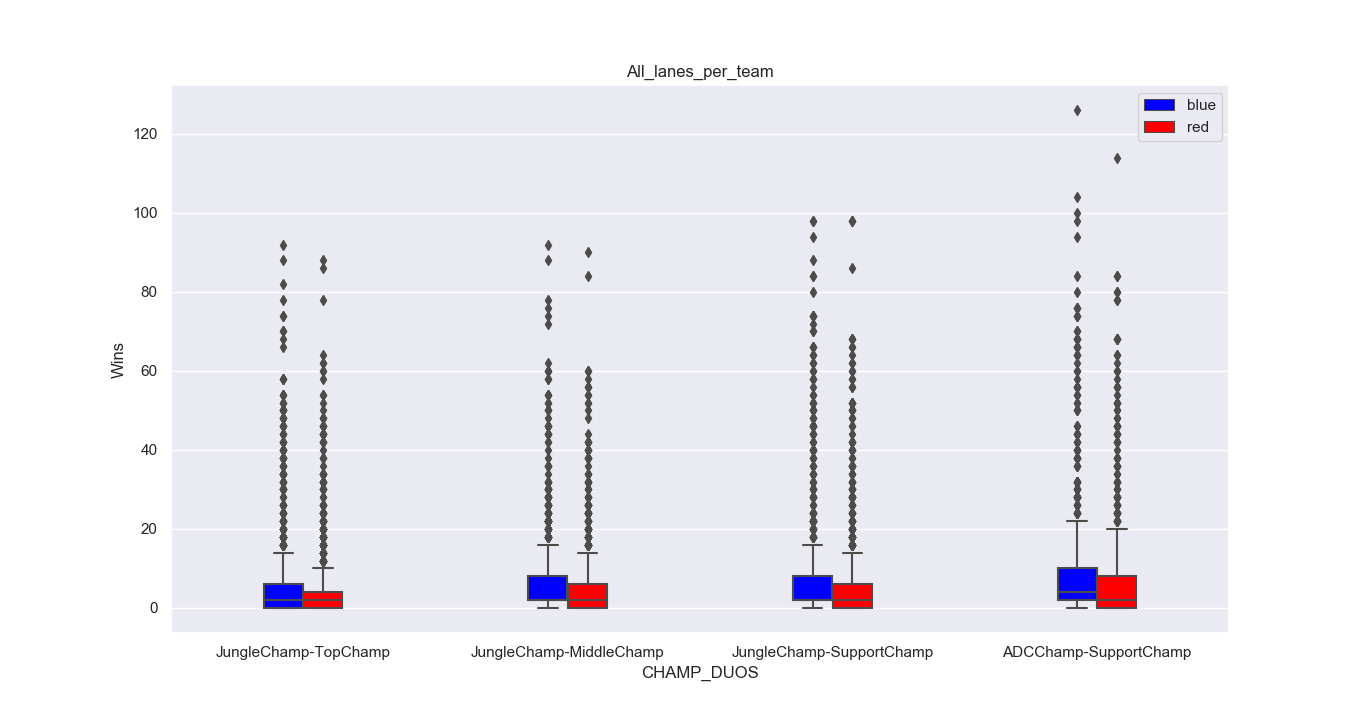 All_lanes_per_team
blue
red
120
100
80
60
40
20
0
Wins
JungleChamp-TopChamp
JungleChamp-MiddleChamp
JungleChamp-SupportChamp
ADCChamp-SupportChamp
CHAMP_DUOS